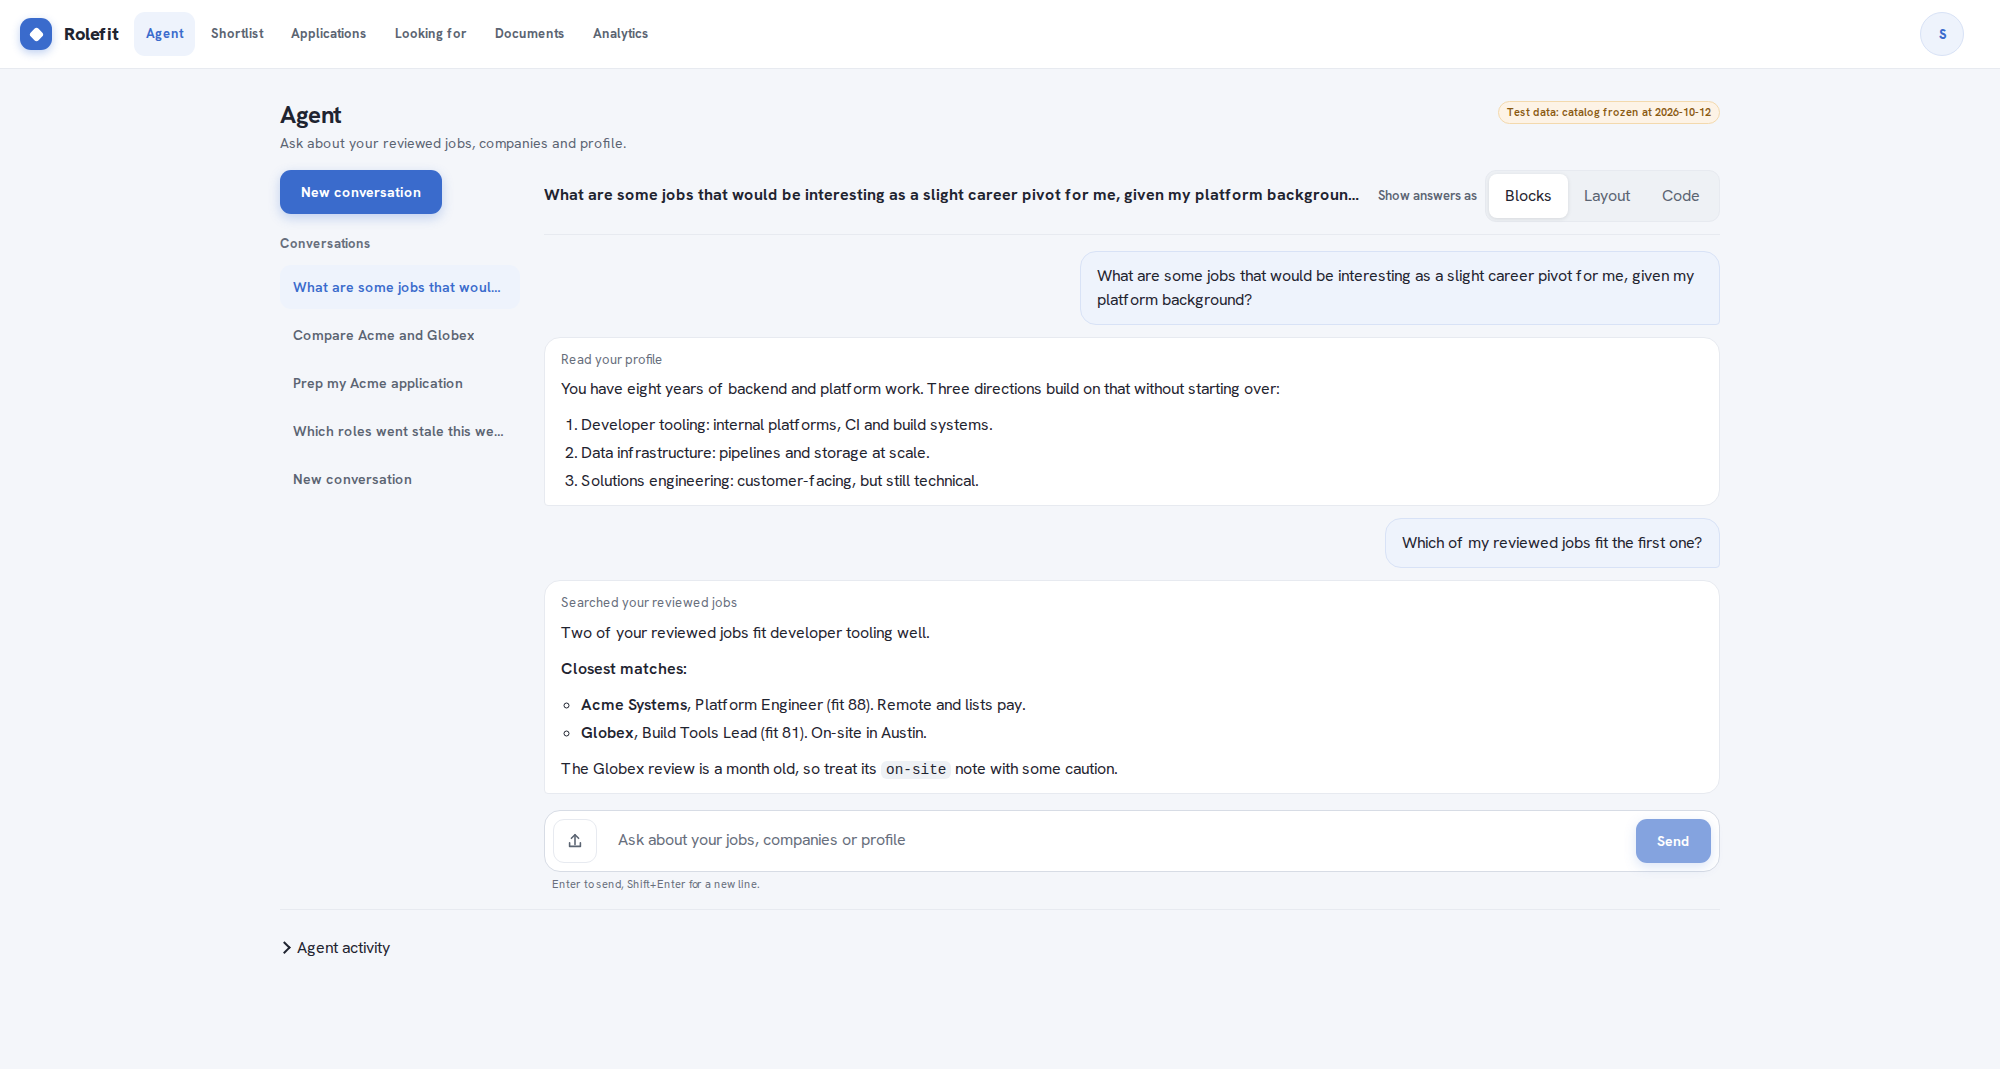 Rolefit
Agent
Shortlist
Applications
Looking for
Documents
Analytics
S
Agent
Ask about your reviewed jobs, companies and profile.
Test data: catalog frozen at 2026-10-12
New conversation
Conversations
What are some jobs that woul...
Compare Acme and Globex
Prep my Acme application
Which roles went stale this we...
New conversation
What are some jobs that would be interesting as a slight career pivot for me, given my platform backgroun...
Show answers as
Blocks
Layout
Code
What are some jobs that would be interesting as a slight career pivot for me, given my
platform background?
Read your profile
You have eight years of backend and platform work. Three directions build on that without starting over:
1. Developer tooling: internal platforms, CI and build systems.
2. Data infrastructure: pipelines and storage at scale.
3. Solutions engineering: customer-facing, but still technical.
Which of my reviewed jobs fit the first one?
Searched your reviewed jobs
Two of your reviewed jobs fit developer tooling well.
Closest matches:
Acme Systems, Platform Engineer (fit 88). Remote and lists pay.
Globex, Build Tools Lead (fit 81). On-site in Austin.
The Globex review is a month old, so treat its on-site note with some caution.
Ask about your jobs, companies or profile
Send
Enter to send, Shift+Enter for a new line.
Agent activity